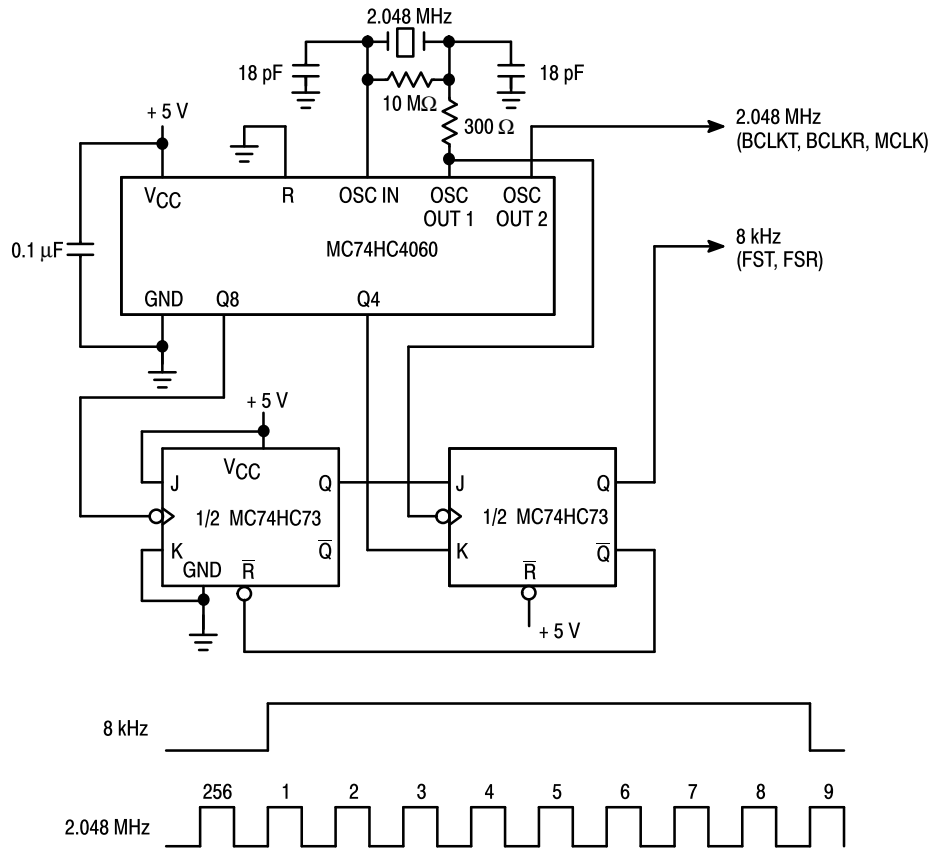 2.048 MHz
18 pF
18 pF
10 MΩ
300 Ω
+ 5 V
2.048 MHz
(BCLKT, BCLKR, MCLK)
VCC
R
OSC IN
OSC
OUT 1
OSC
OUT 2
0.1 µF
MC74HC4060
8 kHz
(FST, FSR)
GND
Q8
Q4
+ 5 V
VCC
J
Q
J
Q
1/2 MC74HC73
1/2 MC74HC73
K
Q̅
K
Q̅
GND
R̅
R̅
+ 5 V
8 kHz
256 1 2 3 4 5 6 7 8 9
2.048 MHz